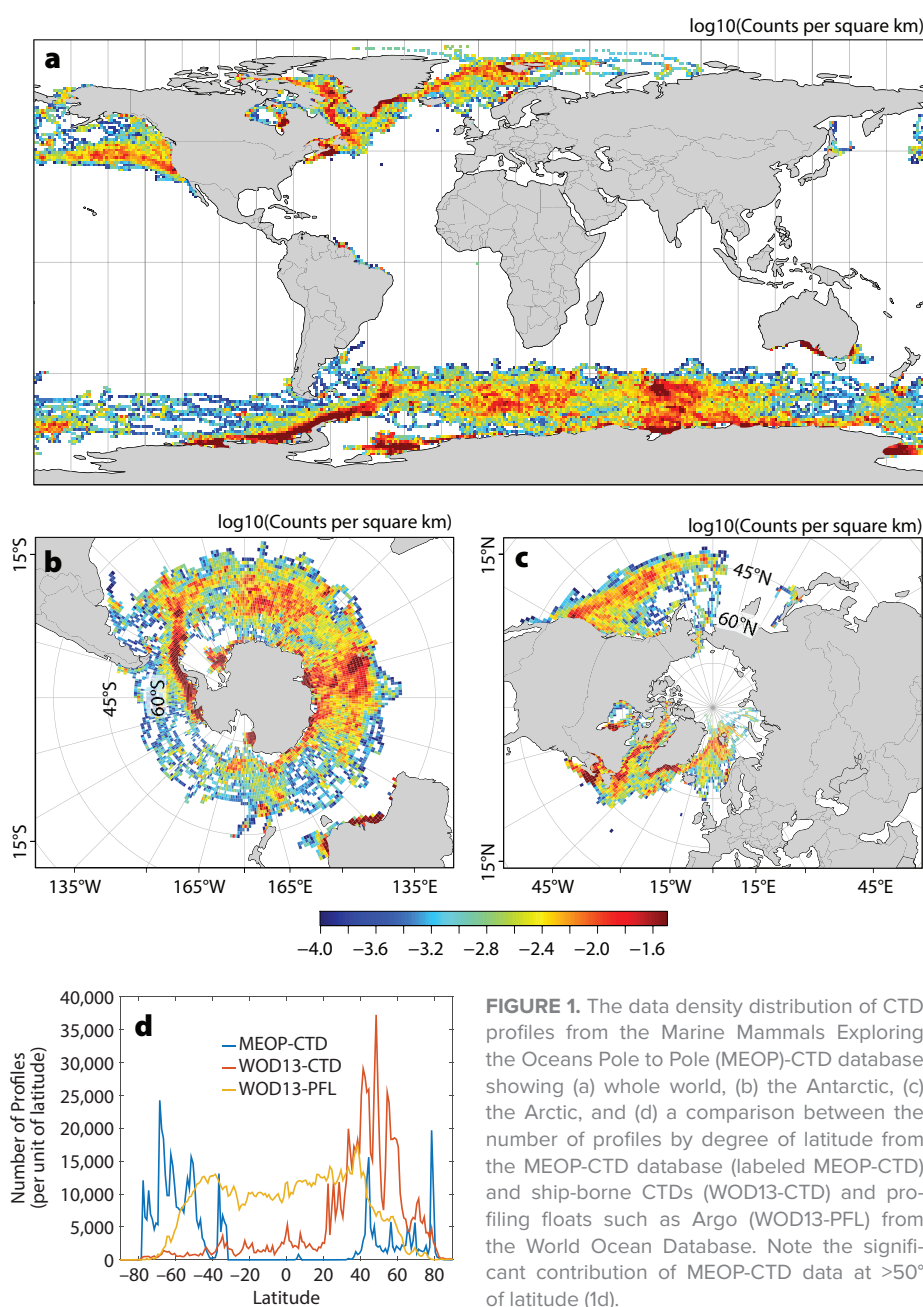 log10(Counts per square km)
a
log10(Counts per square km)
b
15°S
45°S
60°S
15°S
135°W 165°W 165°E 135°E
log10(Counts per square km)
c
15°N
45°N
60°N
15°N
45°W 15°W 15°E 45°E
−4.0 −3.6 −3.2 −2.8 −2.4 −2.0 −1.6
d
40,000
35,000
30,000
25,000
20,000
15,000
10,000
5,000
0
Number of Profiles
(per unit of latitude)
MEOP-CTD
WOD13-CTD
WOD13-PFL
−80 −60 −40 −20 0 20 40 60 80
Latitude
FIGURE 1. The data density distribution of CTD
profiles from the Marine Mammals Exploring
the Oceans Pole to Pole (MEOP)-CTD database
showing (a) whole world, (b) the Antarctic, (c)
the Arctic, and (d) a comparison between the
number of profiles by degree of latitude from
the MEOP-CTD database (labeled MEOP-CTD)
and ship-borne CTDs (WOD13-CTD) and pro-
filing floats such as Argo (WOD13-PFL) from
the World Ocean Database. Note the signifi-
cant contribution of MEOP-CTD data at >50°
of latitude (1d).